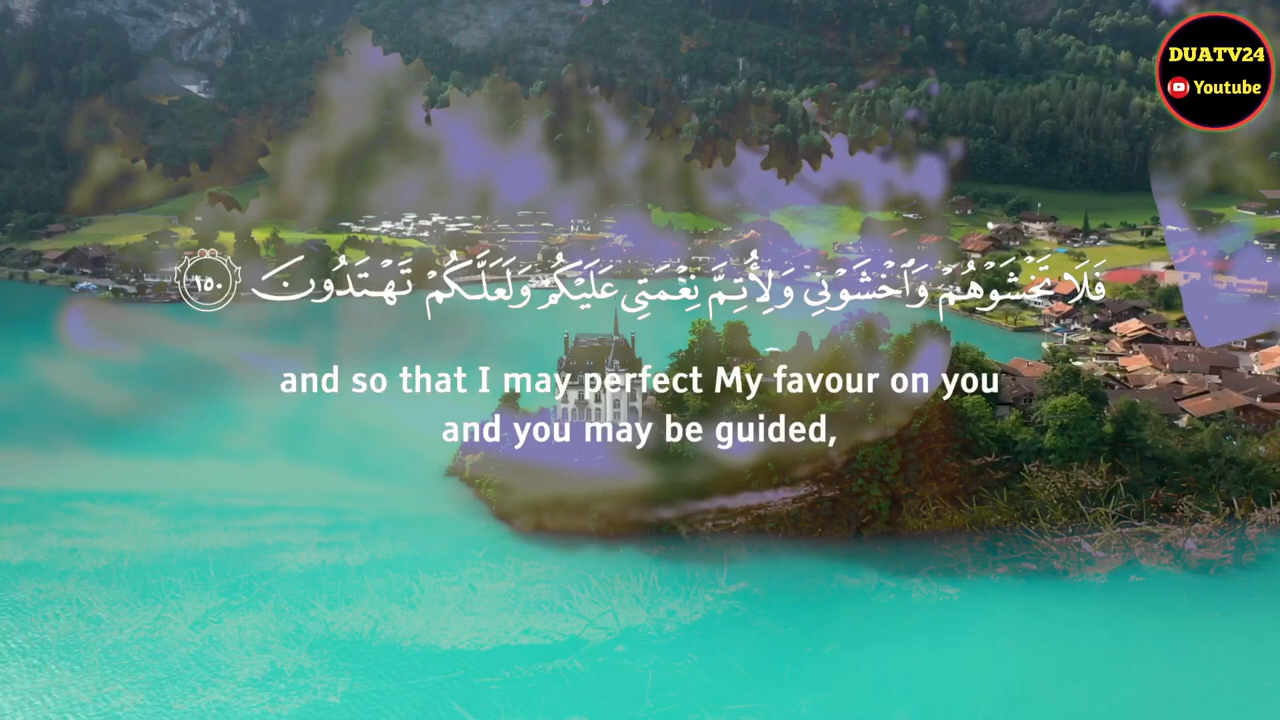 DUATV24
Youtube
فَلَا تَخْشَوْهُمْ وَٱخْشَوْنِى وَلِأُتِمَّ نِعْمَتِى عَلَيْكُمْ وَلَعَلَّكُمْ تَهْتَدُونَ ١٥٠
and so that I may perfect My favour on you
and you may be guided,